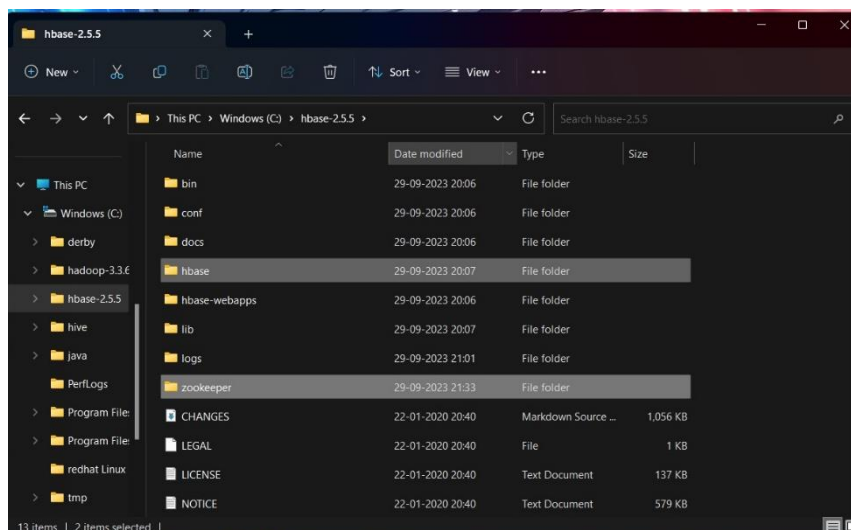 hbase-2.5.5
New Sort View
This PC Windows (C:) hbase-2.5.5 Search hbase-2.5.5
Name Date modified Type Size
This PC
Windows (C:)
derby
hadoop-3.3.6
hbase-2.5.5
hive
java
PerfLogs
Program Files
Program Files
redhat Linux
tmp
bin 29-09-2023 20:06 File folder
conf 29-09-2023 20:06 File folder
docs 29-09-2023 20:06 File folder
hbase 29-09-2023 20:07 File folder
hbase-webapps 29-09-2023 20:06 File folder
lib 29-09-2023 20:07 File folder
logs 29-09-2023 21:01 File folder
zookeeper 29-09-2023 21:33 File folder
CHANGES 22-01-2020 20:40 Markdown Source ... 1,056 KB
LEGAL 22-01-2020 20:40 File 1 KB
LICENSE 22-01-2020 20:40 Text Document 137 KB
NOTICE 22-01-2020 20:40 Text Document 579 KB
13 items | 2 items selected |